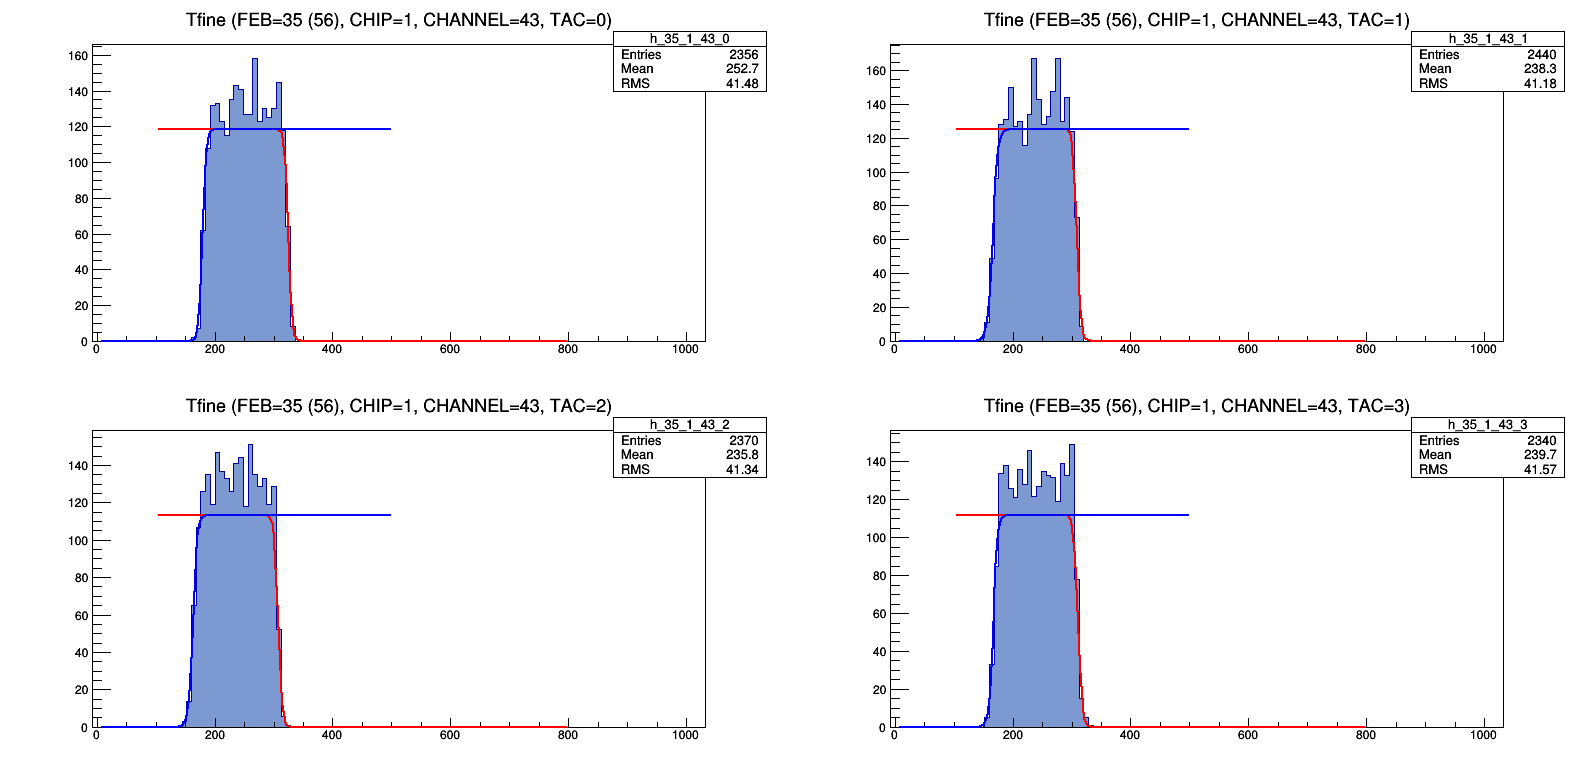 Tfine (FEB=35 (56), CHIP=1, CHANNEL=43, TAC=0)
h_35_1_43_0
Entries 2356
Mean 252.7
RMS 41.48
160
140
120
100
80
60
40
20
0
0 200 400 600 800 1000
Tfine (FEB=35 (56), CHIP=1, CHANNEL=43, TAC=1)
h_35_1_43_1
Entries 2440
Mean 238.3
RMS 41.18
160
140
120
100
80
60
40
20
0
0 200 400 600 800 1000
Tfine (FEB=35 (56), CHIP=1, CHANNEL=43, TAC=2)
h_35_1_43_2
Entries 2370
Mean 235.8
RMS 41.34
140
120
100
80
60
40
20
0
0 200 400 600 800 1000
Tfine (FEB=35 (56), CHIP=1, CHANNEL=43, TAC=3)
h_35_1_43_3
Entries 2340
Mean 239.7
RMS 41.57
140
120
100
80
60
40
20
0
0 200 400 600 800 1000